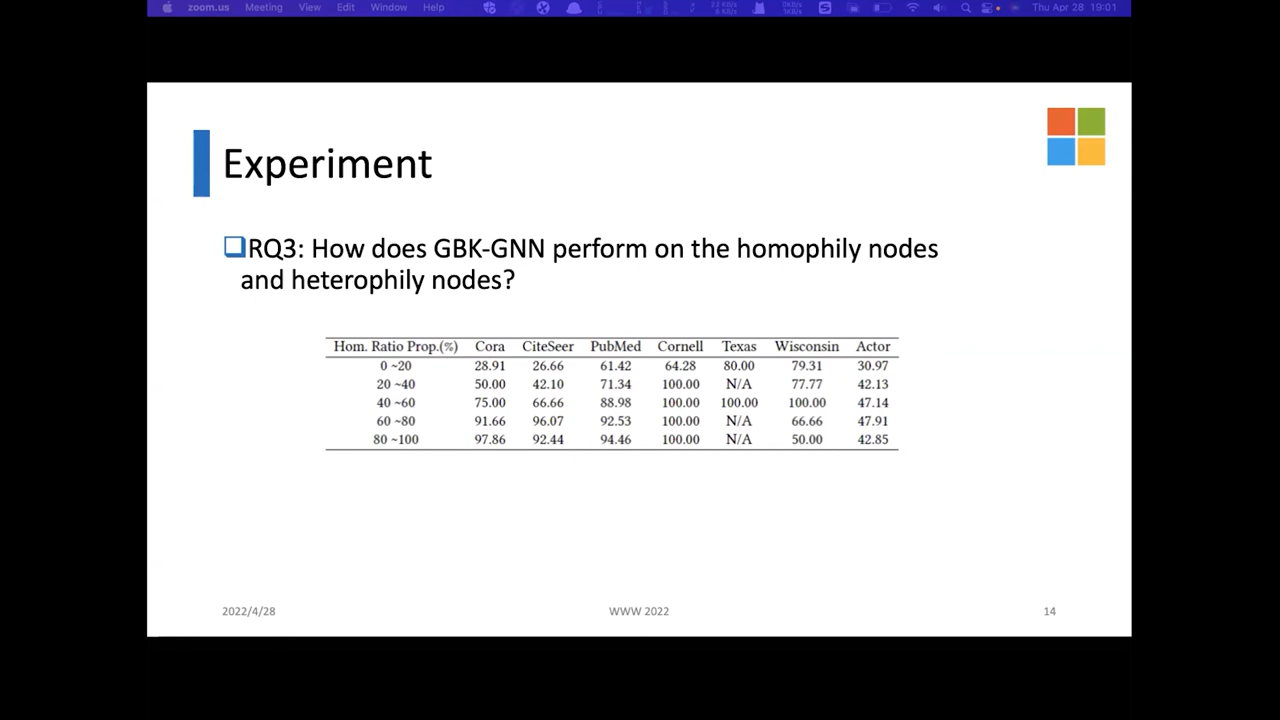 zoom.us Meeting View Edit Window Help Thu Apr 28 19:01
Experiment
RQ3: How does GBK-GNN perform on the homophily nodes
and heterophily nodes?
Hom. Ratio Prop.(%) Cora CiteSeer PubMed Cornell Texas Wisconsin Actor
0 ~20 28.91 26.66 61.42 64.28 80.00 79.31 30.97
20 ~40 50.00 42.10 71.34 100.00 N/A 77.77 42.13
40 ~60 75.00 66.66 88.98 100.00 100.00 100.00 47.14
60 ~80 91.66 96.07 92.53 100.00 N/A 66.66 47.91
80 ~100 97.86 92.44 94.46 100.00 N/A 50.00 42.85
2022/4/28 WWW 2022 14